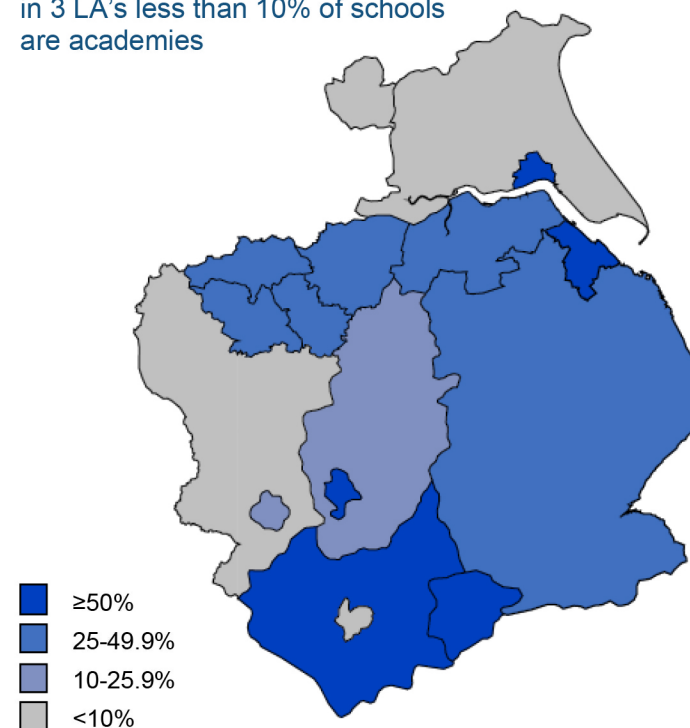 in 3 LA's less than 10% of schools
are academies
≥50%
25-49.9%
10-25.9%
<10%